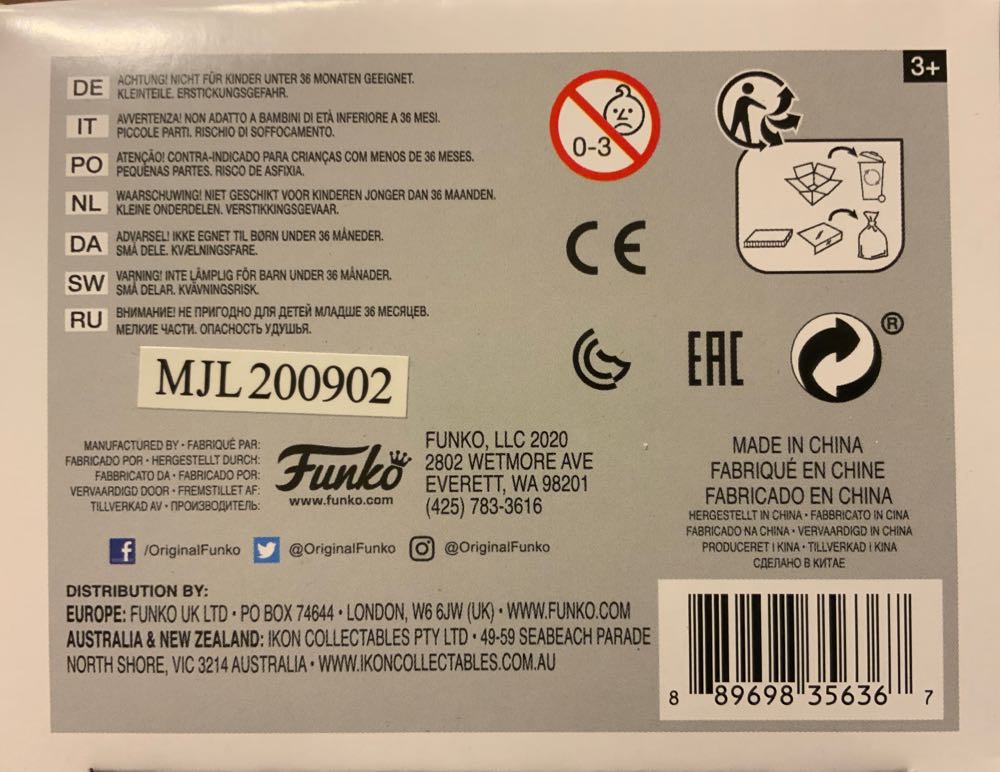 3+
DE ACHTUNG! NICHT FÜR KINDER UNTER 36 MONATEN GEEIGNET.
KLEINTEILE. ERSTICKUNGSGEFAHR.
IT AVVERTENZA! NON ADATTO A BAMBINI DI ETÀ INFERIORE A 36 MESI.
PICCOLE PARTI. RISCHIO DI SOFFOCAMENTO.
PO ATENÇÃO! CONTRA-INDICADO PARA CRIANÇAS COM MENOS DE 36 MESES.
PEQUENAS PARTES. RISCO DE ASFIXIA.
NL WAARSCHUWING! NIET GESCHIKT VOOR KINDEREN JONGER DAN 36 MAANDEN.
KLEINE ONDERDELEN. VERSTIKKINGSGEVAAR.
DA ADVARSEL! IKKE EGNET TIL BØRN UNDER 36 MÅNEDER.
SMÅ DELE. KVÆLNINGSFARE.
SW VARNING! INTE LÄMPLIG FÖR BARN UNDER 36 MÅNADER.
SMÅ DELAR. KVÄVNINGSRISK.
RU ВНИМАНИЕ! НЕ ПРИГОДНО ДЛЯ ДЕТЕЙ МЛАДШЕ 36 МЕСЯЦЕВ.
МЕЛКИЕ ЧАСТИ. ОПАСНОСТЬ УДУШЬЯ.
0-3
CE
EAC
®
MJL 200902
MANUFACTURED BY • FABRIQUÉ PAR:
FABRICADO POR • HERGESTELLT DURCH:
FABBRICATO DA • FABRICADO POR:
VERVAARDIGD DOOR • FREMSTILLET AF:
TILLVERKAD AV • ПРОИЗВОДИТЕЛЬ:
Funko
www.funko.com
FUNKO, LLC 2020
2802 WETMORE AVE
EVERETT, WA 98201
(425) 783-3616
MADE IN CHINA
FABRIQUÉ EN CHINE
FABRICADO EN CHINA
HERGESTELLT IN CHINA • FABBRICATO IN CINA
FABRICADO NA CHINA • VERVAARDIGD IN CHINA
PRODUCERET I KINA • TILLVERKAD I KINA
СДЕЛАНО В КИТАЕ
f /OriginalFunko @OriginalFunko @OriginalFunko
DISTRIBUTION BY:
EUROPE: FUNKO UK LTD • PO BOX 74644 • LONDON, W6 6JW (UK) • WWW.FUNKO.COM
AUSTRALIA & NEW ZEALAND: IKON COLLECTABLES PTY LTD • 49-59 SEABEACH PARADE
NORTH SHORE, VIC 3214 AUSTRALIA • WWW.IKONCOLLECTABLES.COM.AU
8 89698 35636 7